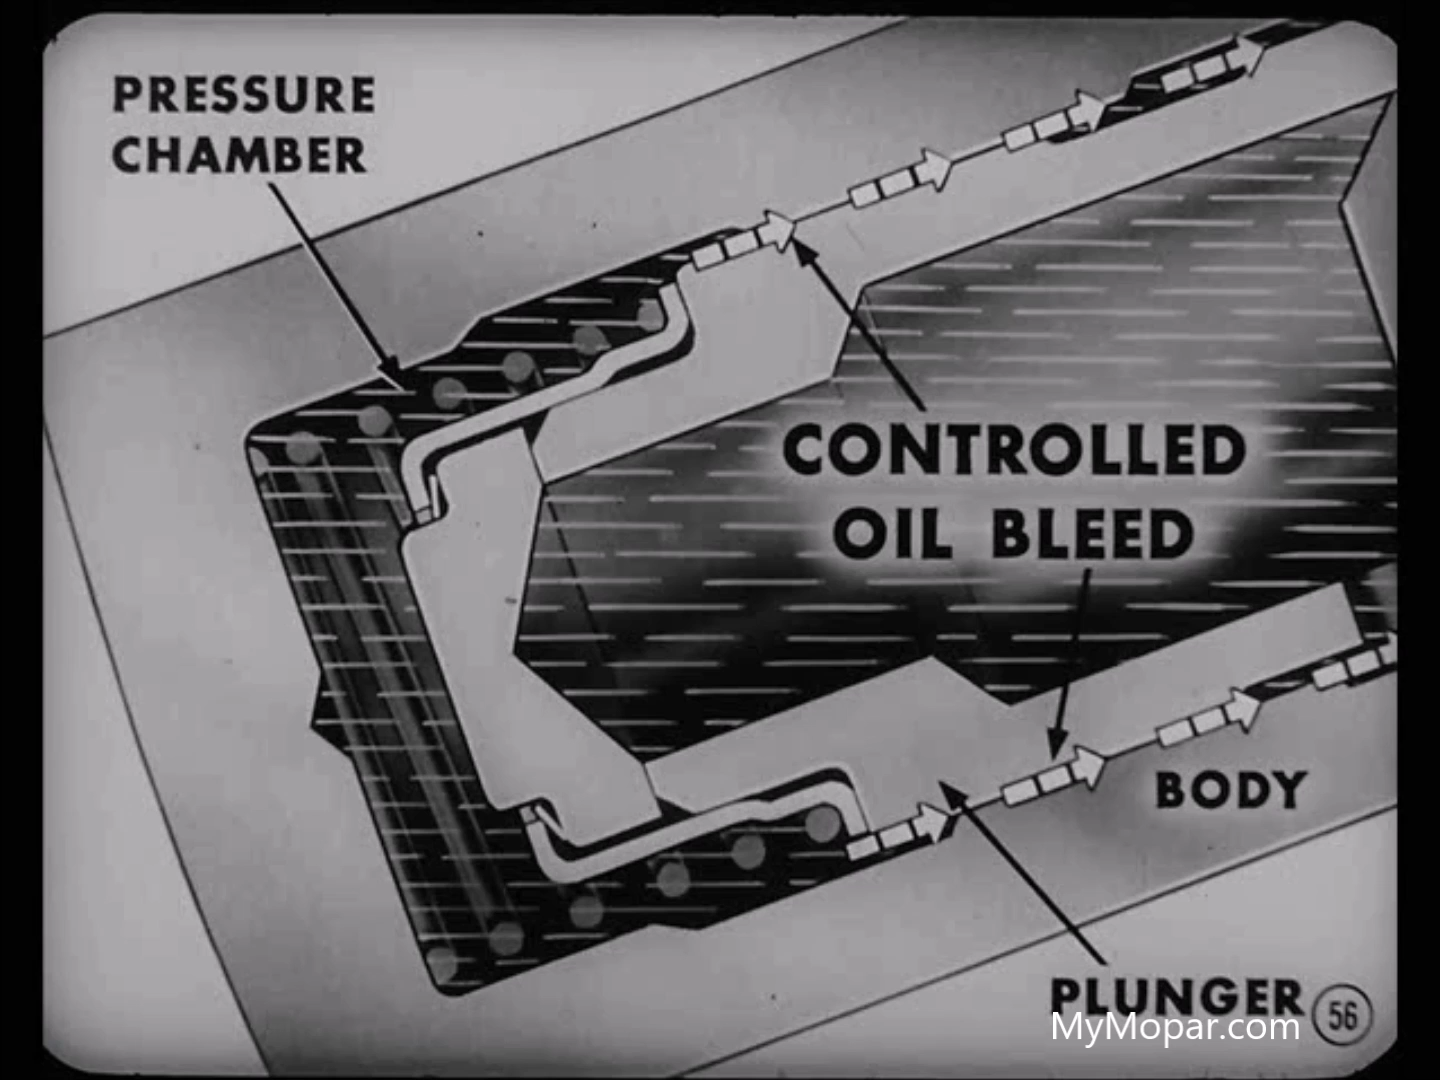 PRESSURE
CHAMBER
CONTROLLED
OIL BLEED
BODY
PLUNGER
56
MyMopar.com